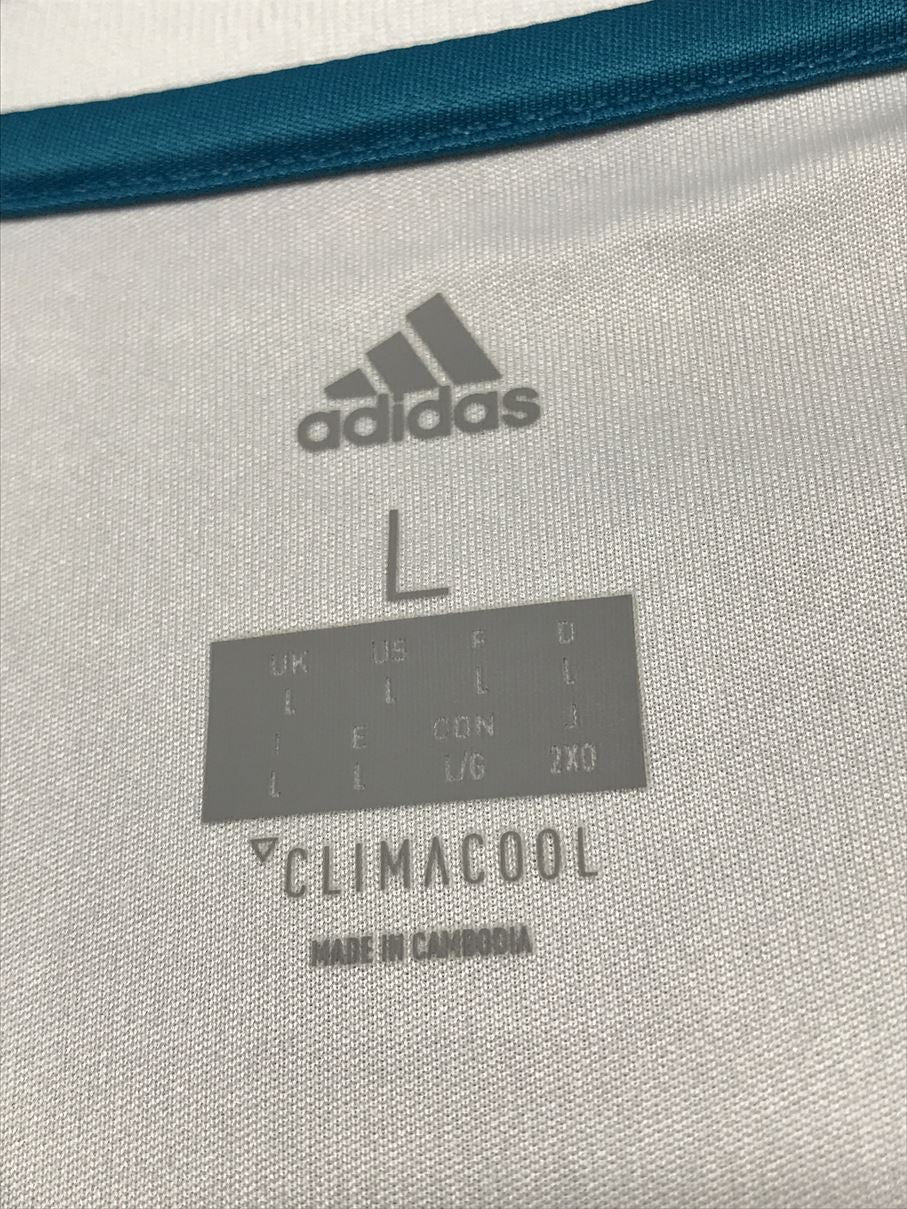 adidas
L
UK US F D
L L L L
I E CDN J
L L L/G 2XO
CLIMACOOL
MADE IN CAMBODIA